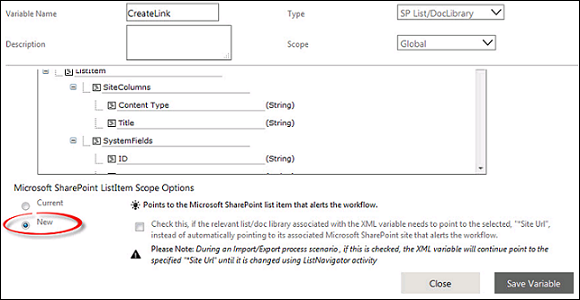 Variable Name CreateLink Type SP List/DocLibrary
Description Scope Global
ListItem
SiteColumns
Content Type (String)
Title (String)
SystemFields
ID (String)
(String)
Microsoft SharePoint ListItem Scope Options
Current Points to the Microsoft SharePoint list item that alerts the workflow.
New Check this, if the relevant list/doc library associated with the XML variable needs to point to the selected, "*Site Url",
instead of automatically pointing to its associated Microsoft SharePoint site that alerts the workflow.
Please Note: During an Import/Export process scenario, if this is checked, the XML variable will continue point to the
specified "*Site Url" until it is changed using ListNavigator activity
Close Save Variable